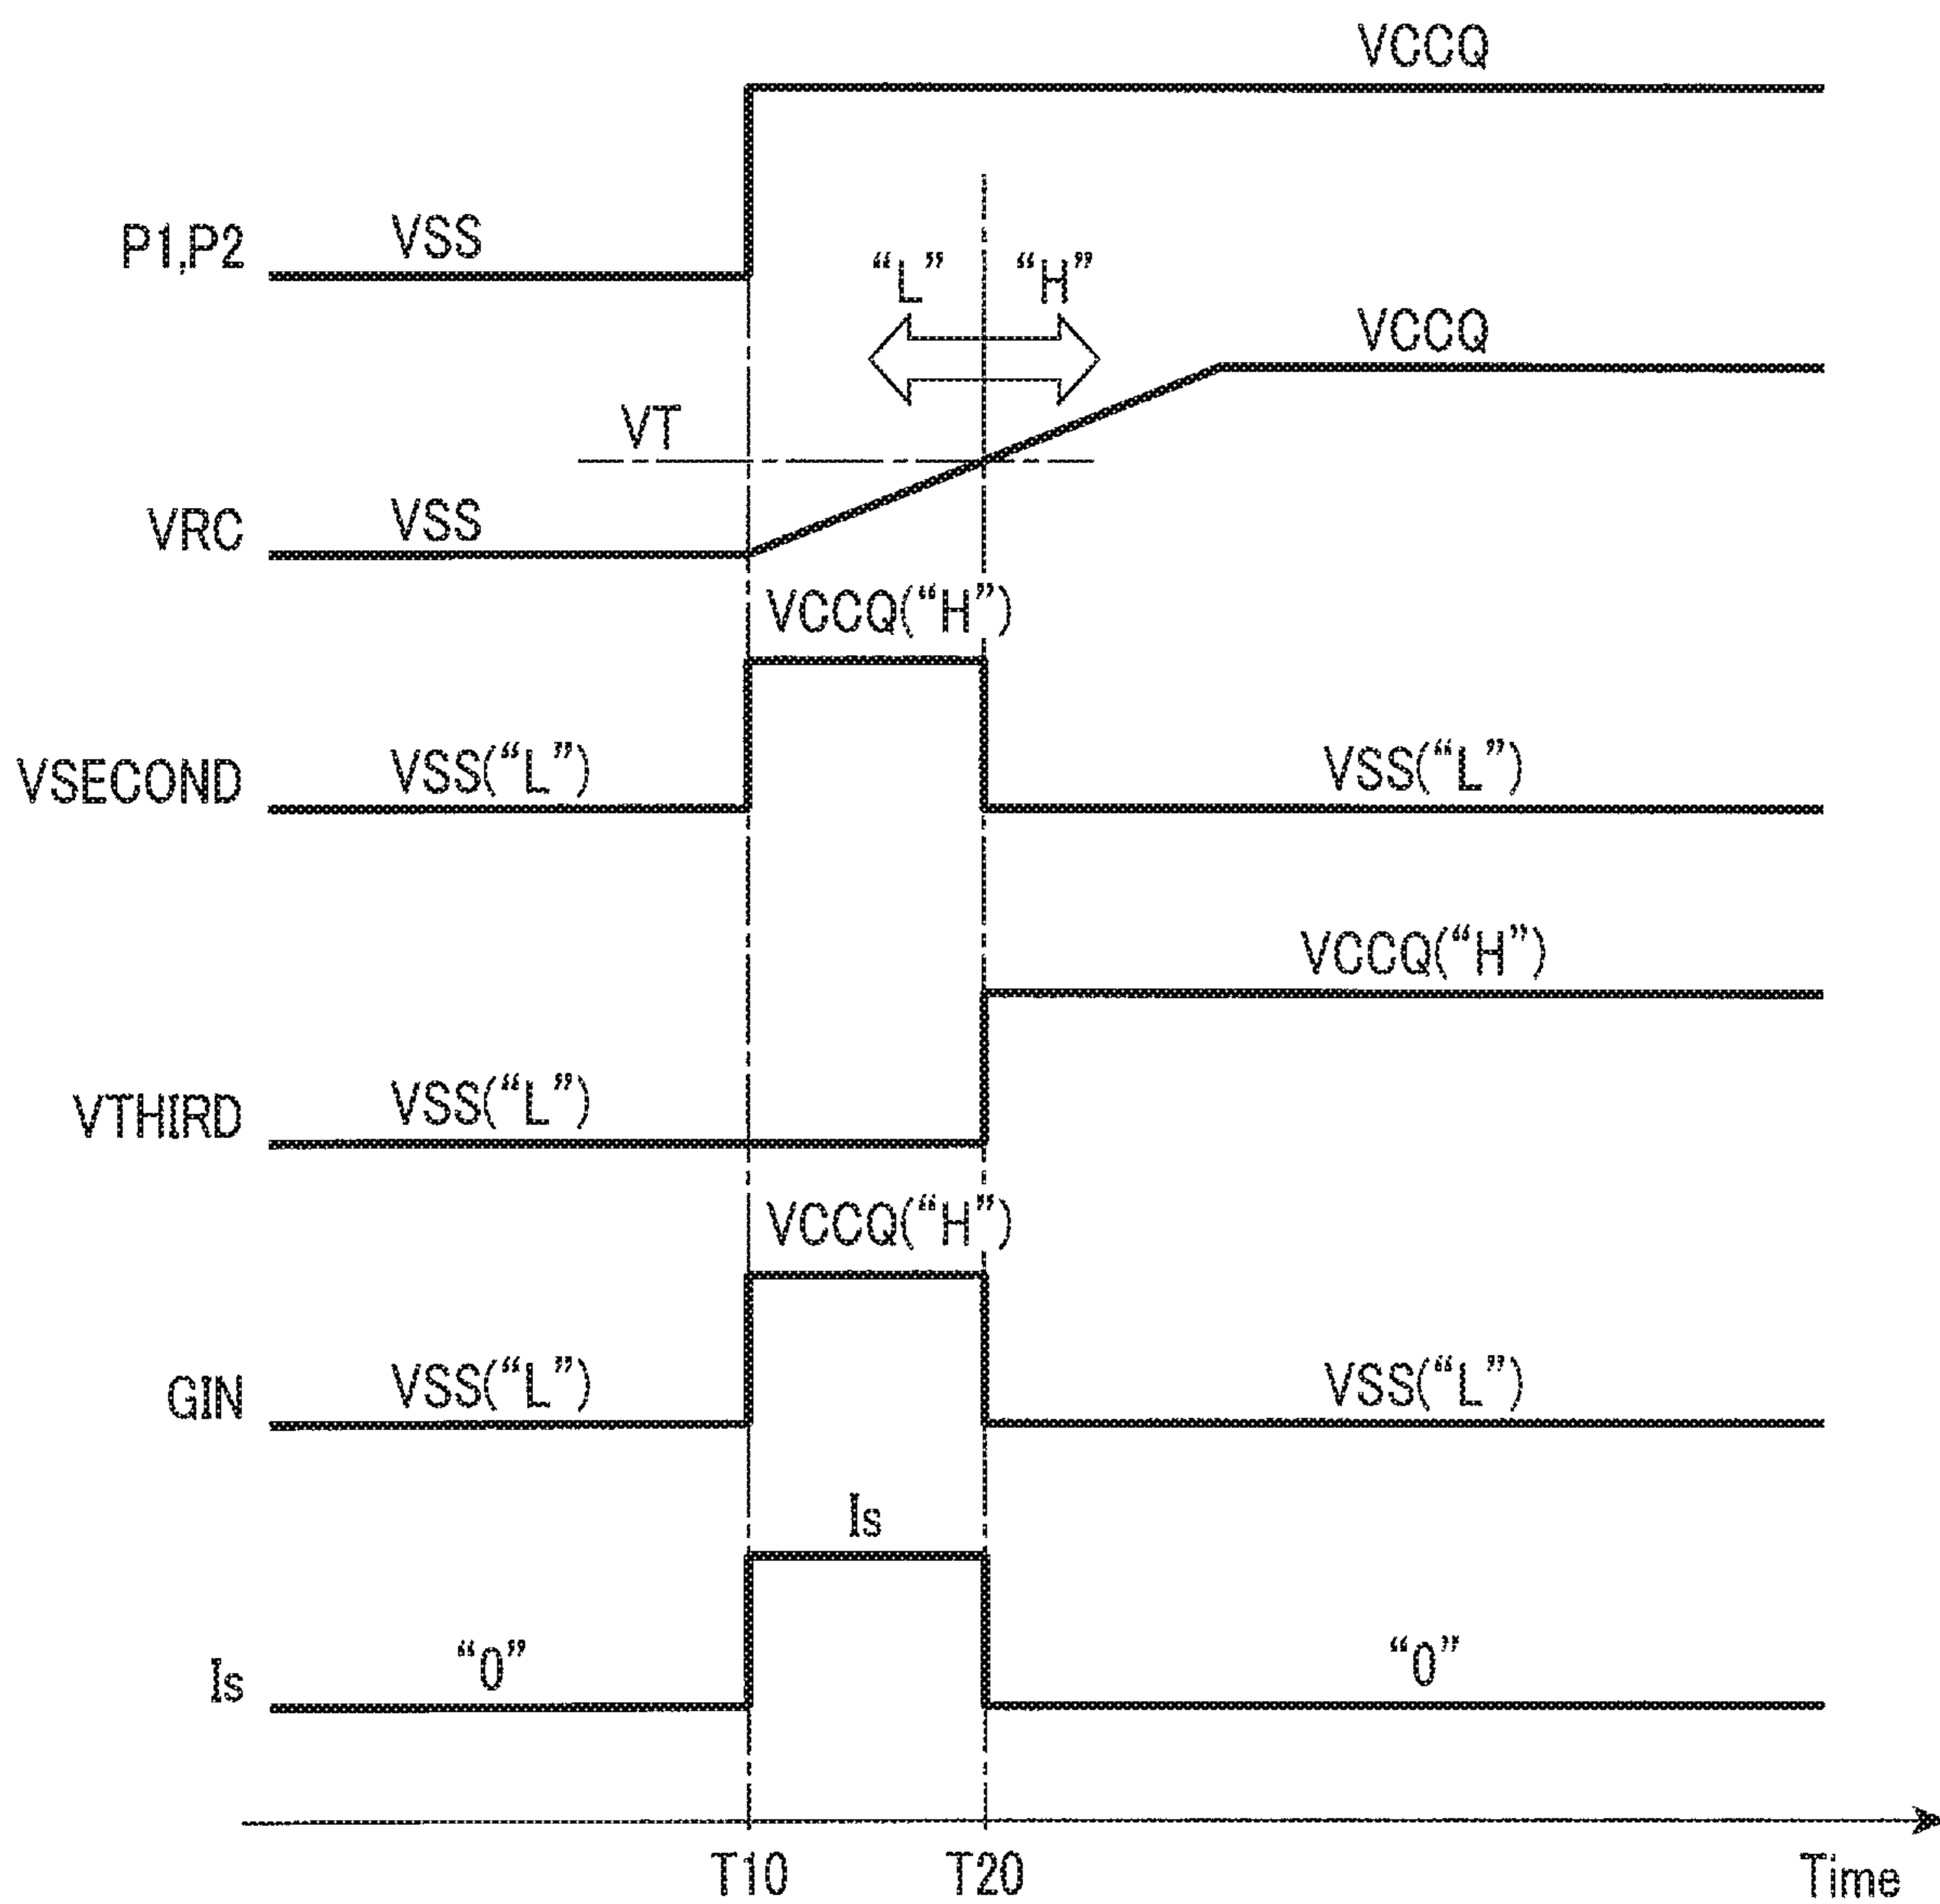 VCCQ
P1,P2 VSS
"L" "H"
VCCQ
VT
VRC VSS
VCCQ("H")
VSECOND VSS("L") VSS("L")
VCCQ("H")
VTHIRD VSS("L")
VCCQ("H")
GIN VSS("L") VSS("L")
Is
Is "0" "0"
T10 T20 Time